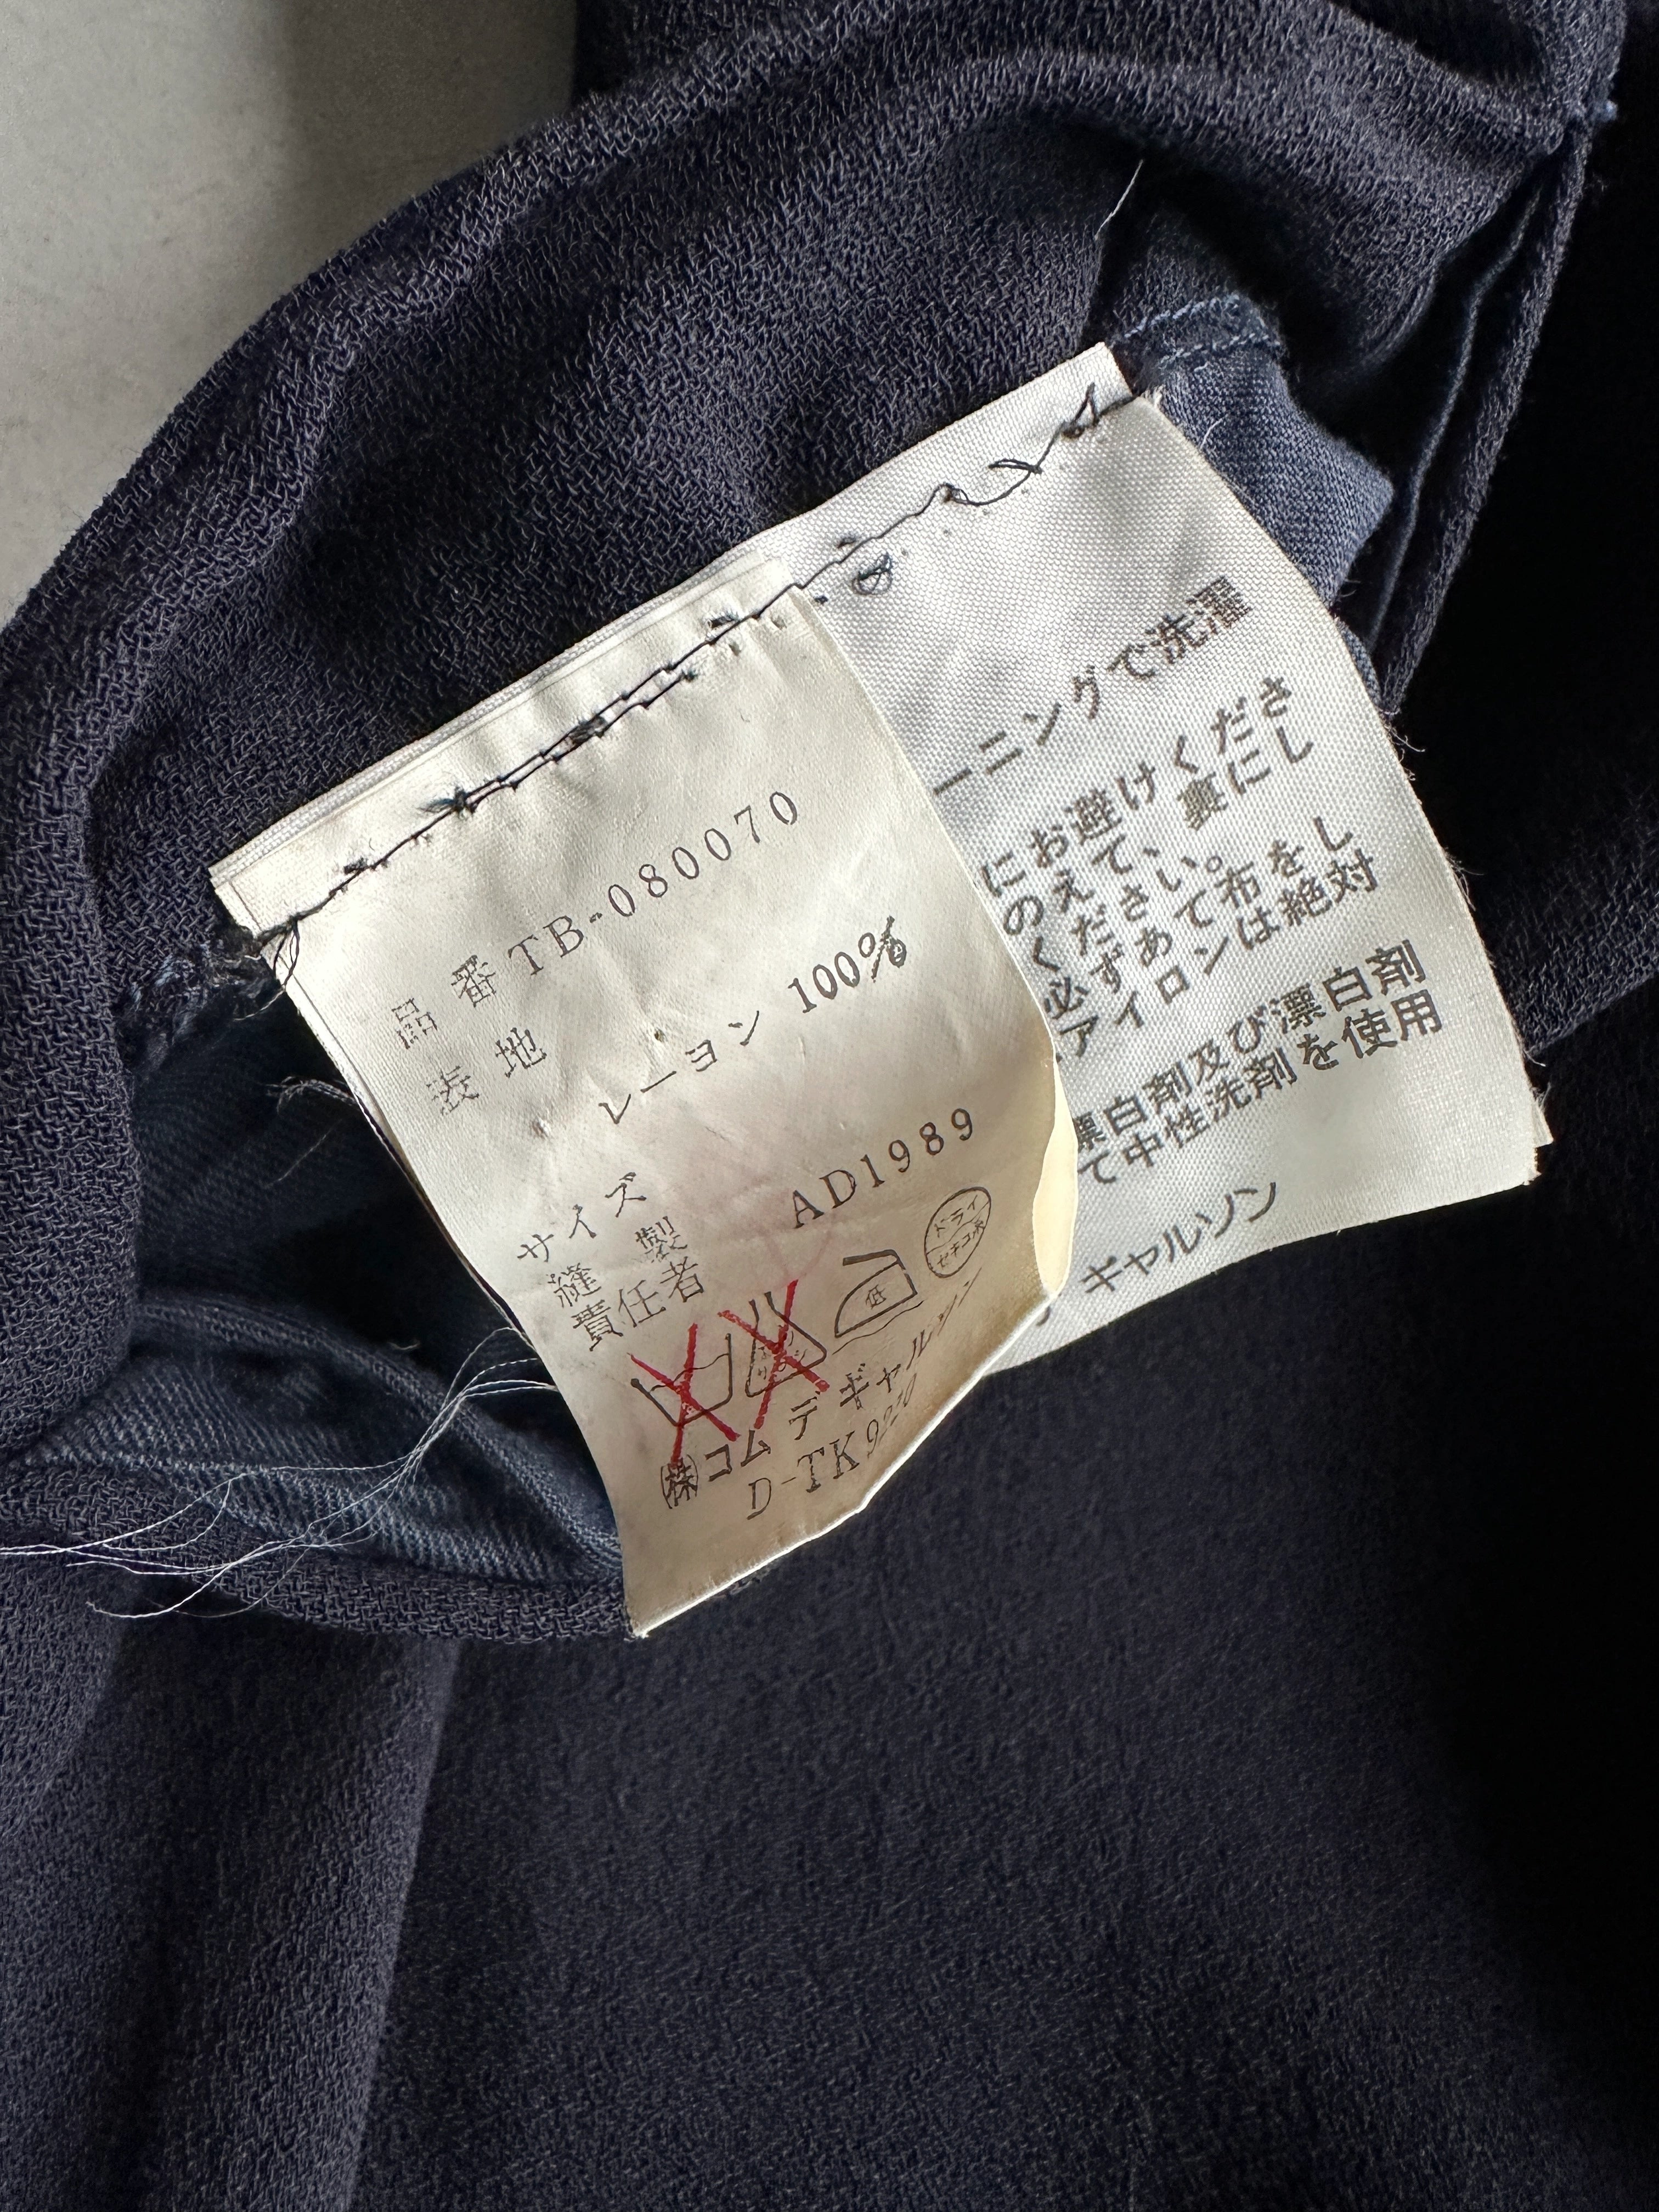 品番 TB-080070
表地
レーヨン 100%
サイズ AD1989
縫製
責任者
低
ドライ
セキユ系
㈱コム デ ギャルソン
D-TK9220
ーニングで洗濯
にお避けくださ
のえて、裏にし
ください。
必ずあて布をし
アイロンは絶対
漂白剤及び漂白剤
て中性洗剤を使用
ギャルソン